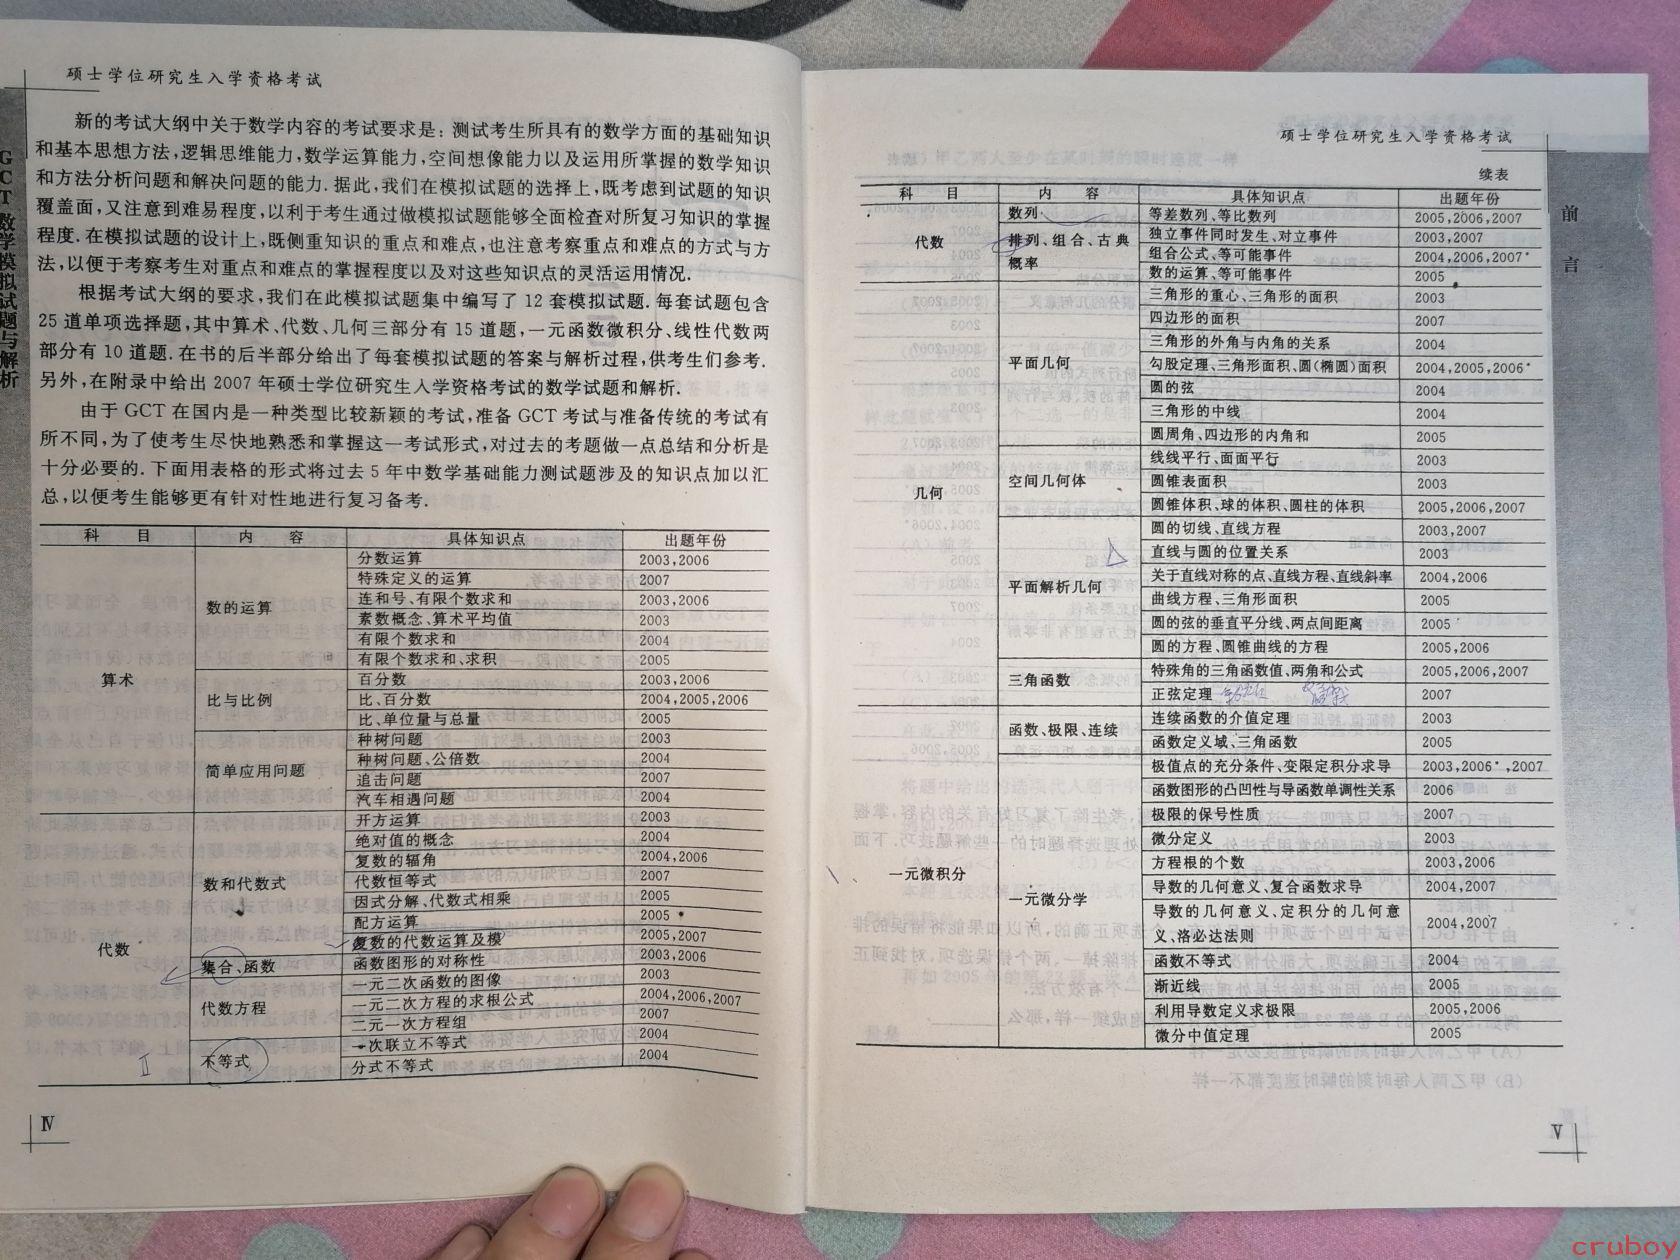 硕士学位研究生入学资格考试
GCT数学模拟试题与解析
新的考试大纲中关于数学内容的考试要求是：测试考生所具有的数学方面的基础知识
和基本思想方法,逻辑思维能力,数学运算能力,空间想像能力以及运用所掌握的数学知识
和方法分析问题和解决问题的能力.据此,我们在模拟试题的选择上,既考虑到试题的知识
覆盖面,又注意到难易程度,以利于考生通过做模拟试题能够全面检查对所复习知识的掌握
程度.在模拟试题的设计上,既侧重知识的重点和难点,也注意考察重点和难点的方式与方
法,以便于考察考生对重点和难点的掌握程度以及对这些知识点的灵活运用情况.
根据考试大纲的要求,我们在此模拟试题集中编写了12套模拟试题.每套试题包含
25道单项选择题,其中算术、代数、几何三部分有15道题,一元函数微积分、线性代数两
部分有10道题.在书的后半部分给出了每套模拟试题的答案与解析过程,供考生们参考.
另外,在附录中给出2007年硕士学位研究生入学资格考试的数学试题和解析.
由于GCT在国内是一种类型比较新颖的考试,准备GCT考试与准备传统的考试有
所不同,为了使考生尽快地熟悉和掌握这一考试形式,对过去的考题做一点总结和分析是
十分必要的.下面用表格的形式将过去5年中数学基础能力测试题涉及的知识点加以汇
总,以便考生能够更有针对性地进行复习备考.
科 目 内 容 具体知识点 出题年份
算术 数的运算 分数运算 2003,2006
特殊定义的运算 2007
连和号、有限个数求和 2003,2006
素数概念、算术平均值 2003
有限个数求和 2004
有限个数求和、求积 2005
比与比例 百分数 2003,2006
比、百分数 2004,2005,2006
比、单位量与总量 2005
简单应用问题 种树问题 2003
种树问题、公倍数 2004
追击问题 2007
汽车相遇问题 2004
代数 数和代数式 开方运算 2003
绝对值的概念 2004
复数的辐角 2004,2006
代数恒等式 2007
因式分解、代数式相乘 2005
配方运算 2005
复数的代数运算及模 2005,2007
集合、函数 函数图形的对称性 2003,2006
代数方程 一元二次函数的图像 2003
一元二次方程的求根公式 2004,2006,2007
二元一次方程组 2007
不等式 一次联立不等式 2004
分式不等式 2004
Ⅱ
Ⅳ
硕士学位研究生入学资格考试
续表
前言
科 目 内 容 具体知识点 出题年份
代数 数列 等差数列、等比数列 2005,2006,2007
排列、组合、古典概率 独立事件同时发生、对立事件 2003,2007
组合公式、等可能事件 2004,2006,2007*
数的运算、等可能事件 2005
几何 平面几何 三角形的重心、三角形的面积 2003
四边形的面积 2007
三角形的外角与内角的关系 2004
勾股定理、三角形面积、圆(椭圆)面积 2004,2005,2006*
圆的弦 2004
三角形的中线 2004
圆周角、四边形的内角和 2005
空间几何体 线线平行、面面平行 2003
圆锥表面积 2003
圆锥体积、球的体积、圆柱的体积 2005,2006,2007
平面解析几何 圆的切线、直线方程 2003,2007
直线与圆的位置关系 2003
关于直线对称的点、直线方程、直线斜率 2004,2006
曲线方程、三角形面积 2005
圆的弦的垂直平分线、两点间距离 2005
圆的方程、圆锥曲线的方程 2005,2006
三角函数 特殊角的三角函数值、两角和公式 2005,2006,2007
正弦定理 2007
一元微积分 函数、极限、连续 连续函数的介值定理 2003
函数定义域、三角函数 2005
一元微分学 极值点的充分条件、变限定积分求导 2003,2006*,2007
函数图形的凸凹性与导函数单调性关系 2006
极限的保号性质 2007
微分定义 2003
方程根的个数 2003,2006
导数的几何意义、复合函数求导 2004,2007
导数的几何意义、定积分的几何意义、洛必达法则 2004,2007
函数不等式 2004
渐近线 2005
利用导数定义求极限 2005,2006
微分中值定理 2005
Ⅴ
cruboy